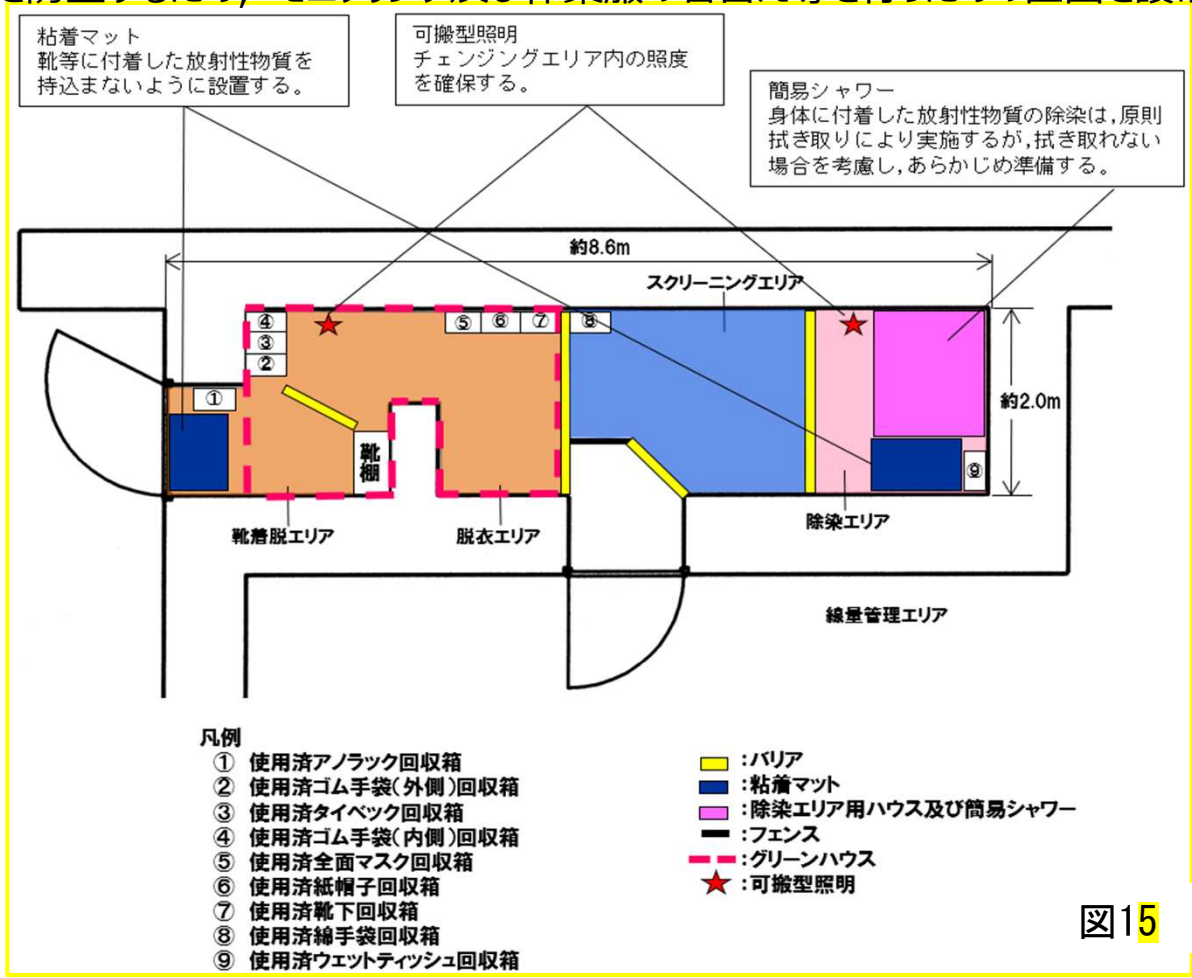 粘着マット
靴等に付着した放射性物質を
持込まないように設置する。
可搬型照明
チェンジングエリア内の照度
を確保する。
簡易シャワー
身体に付着した放射性物質の除染は,原則
拭き取りにより実施するが,拭き取れない
場合を考慮し,あらかじめ準備する。
約8.6m
スクリーニングエリア
④
③
②
①
⑤
⑥
⑦
⑧
約2.0m
靴棚
⑨
靴着脱エリア
脱衣エリア
除染エリア
線量管理エリア
凡例
① 使用済アノラック回収箱
② 使用済ゴム手袋(外側)回収箱
③ 使用済タイベック回収箱
④ 使用済ゴム手袋(内側)回収箱
⑤ 使用済全面マスク回収箱
⑥ 使用済紙帽子回収箱
⑦ 使用済靴下回収箱
⑧ 使用済綿手袋回収箱
⑨ 使用済ウェットティッシュ回収箱
:バリア
:粘着マット
:除染エリア用ハウス及び簡易シャワー
:フェンス
:グリーンハウス
:可搬型照明
図15